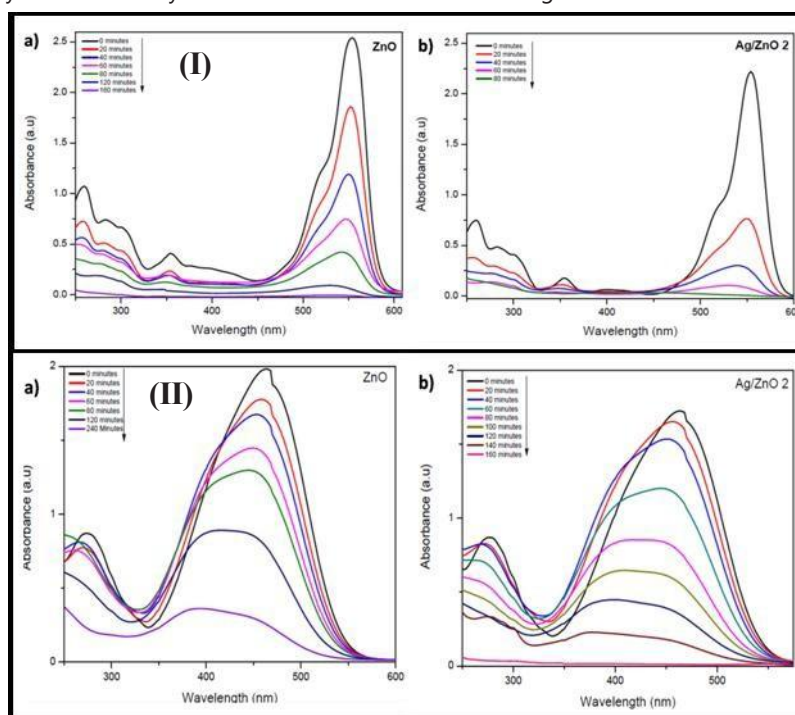 a)
(I)
ZnO
0 minutes
20 minutes
40 minutes
60 minutes
80 minutes
120 minutes
160 minutes
2.5
2.0
1.5
1.0
0.5
0.0
Absorbance (a.u)
300
400
500
600
Wavelength (nm)
b)
Ag/ZnO 2
0 minutes
20 minutes
40 minutes
60 minutes
80 minutes
2.5
2.0
1.5
1.0
0.5
0.0
Absorbance (a.u)
300
400
500
Wavelength (nm)
a)
(II)
ZnO
0 minutes
20 minutes
40 minutes
60 minutes
80 minutes
120 minutes
240 Minutes
2
1
0
Absorbance (a.u)
300
400
500
600
Wavelength (nm)
b)
Ag/ZnO 2
0 minutes
20 minutes
40 minutes
60 minutes
80 minutes
100 minutes
120 minutes
140 minutes
160 minutes
2
1
0
Absorbance (a.u)
300
400
500
Wavelength (nm)